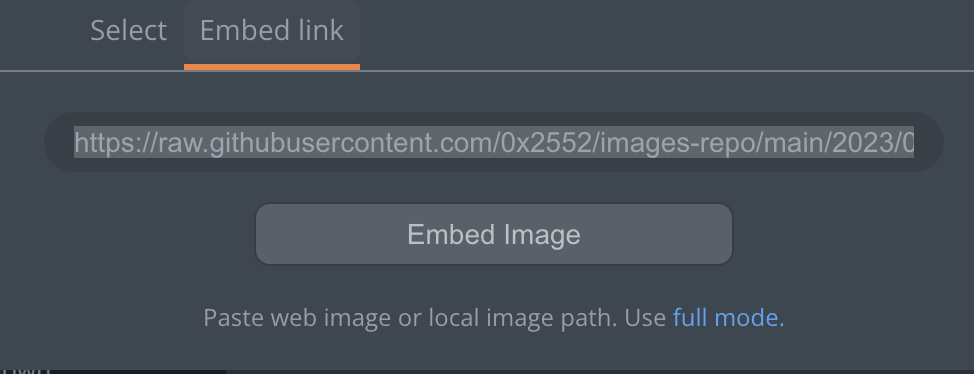 Select
Embed link
https://raw.githubusercontent.com/0x2552/images-repo/main/2023/0
Embed Image
Paste web image or local image path. Use full mode.